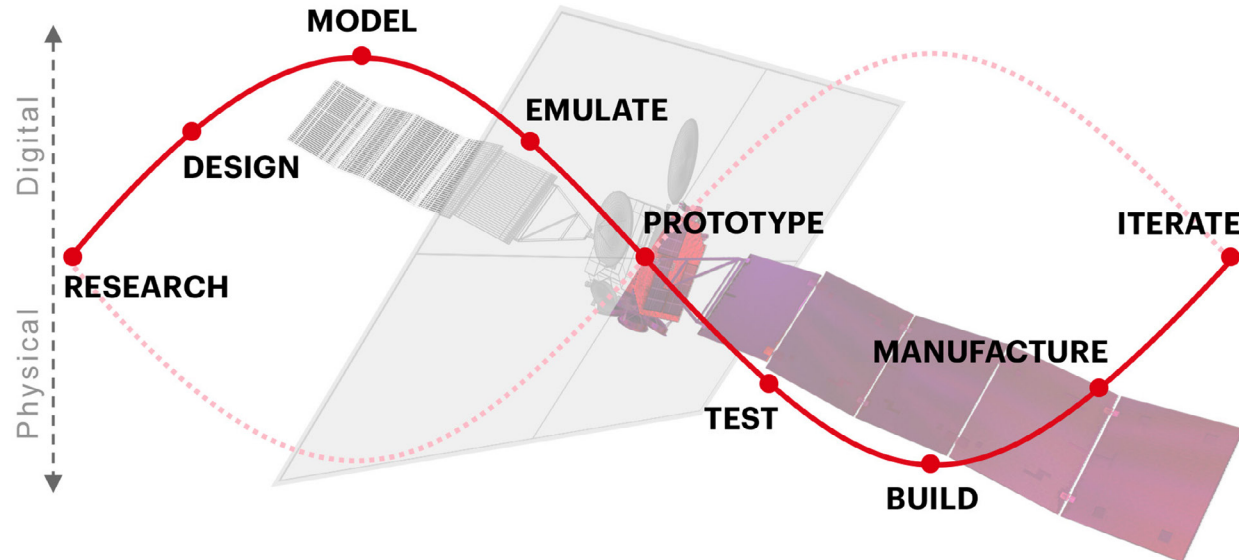 MODEL
EMULATE
DESIGN
Digital
PROTOTYPE
ITERATE
RESEARCH
Physical
MANUFACTURE
TEST
BUILD